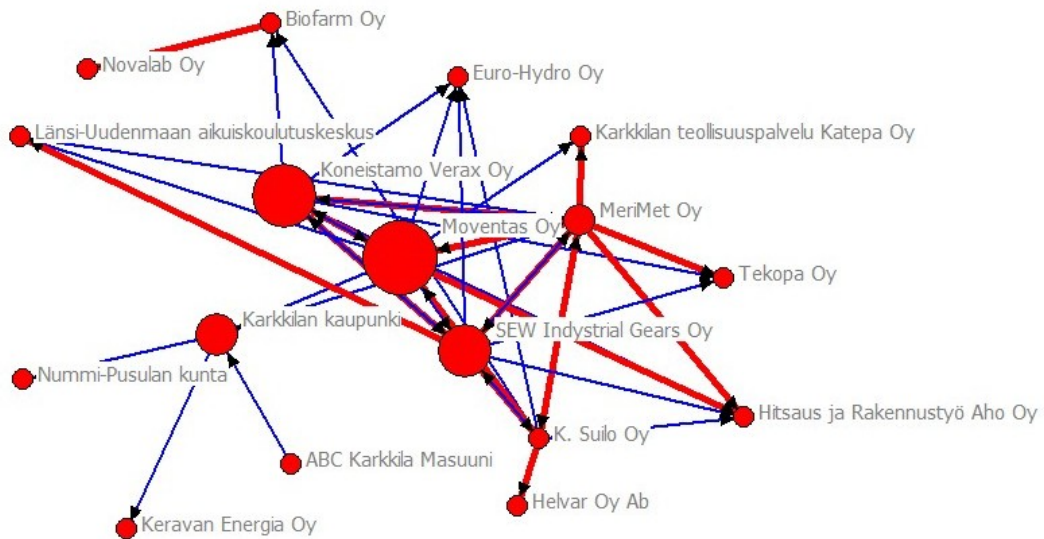 Biofarm Oy
Novalab Oy
Euro-Hydro Oy
Länsi-Uudenmaan aikuiskoulutuskeskus
Karkkilan teollisuuspalvelu Katepa Oy
Koneistamo Verax Oy
MeriMet Oy
Moventas Oy
Tekopa Oy
Karkkilan kaupunki
SEW Indystrial Gears Oy
Nummi-Pusulan kunta
Hitsaus ja Rakennustyö Aho Oy
K. Suilo Oy
ABC Karkkila Masuuni
Helvar Oy Ab
Keravan Energia Oy